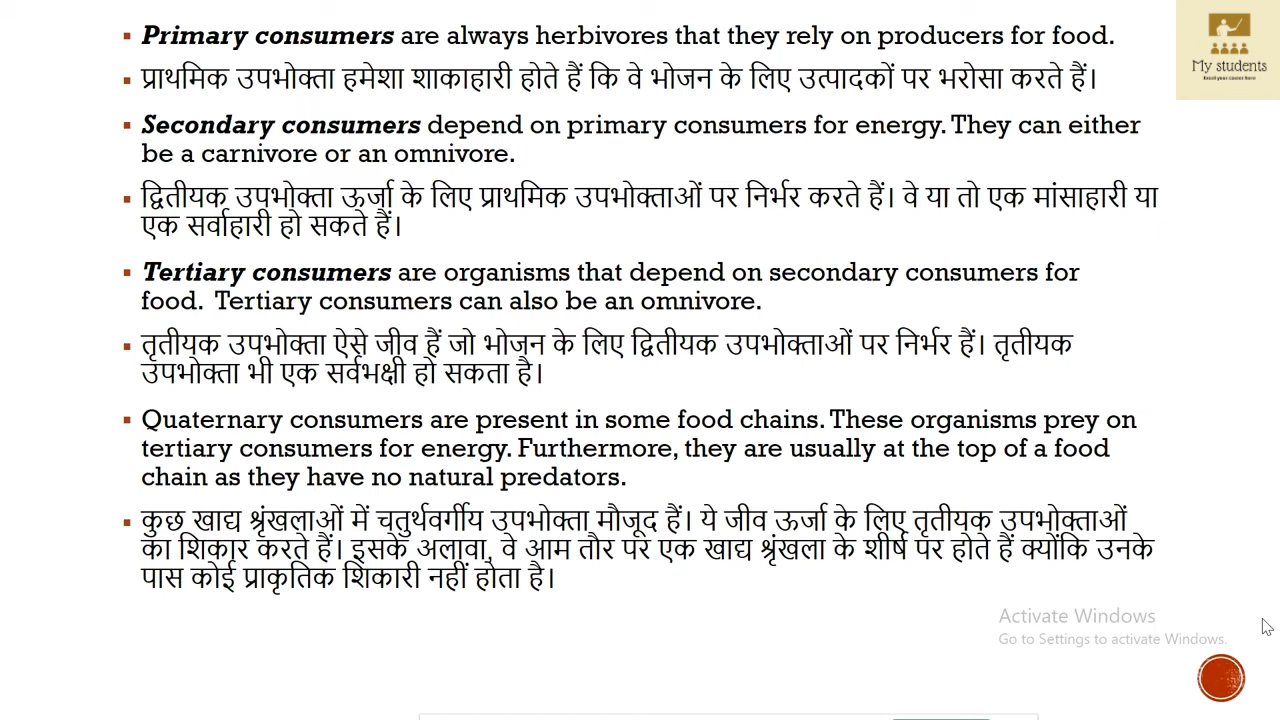 Primary consumers are always herbivores that they rely on producers for food.
प्राथमिक उपभोक्ता हमेशा शाकाहारी होते हैं कि वे भोजन के लिए उत्पादकों पर भरोसा करते हैं।
Secondary consumers depend on primary consumers for energy. They can either
be a carnivore or an omnivore.
द्वितीयक उपभोक्ता ऊर्जा के लिए प्राथमिक उपभोक्ताओं पर निर्भर करते हैं। वे या तो एक मांसाहारी या
एक सर्वाहारी हो सकते हैं।
Tertiary consumers are organisms that depend on secondary consumers for
food. Tertiary consumers can also be an omnivore.
तृतीयक उपभोक्ता ऐसे जीव हैं जो भोजन के लिए द्वितीयक उपभोक्ताओं पर निर्भर हैं। तृतीयक
उपभोक्ता भी एक सर्वभक्षी हो सकता है।
Quaternary consumers are present in some food chains. These organisms prey on
tertiary consumers for energy. Furthermore, they are usually at the top of a food
chain as they have no natural predators.
कुछ खाद्य श्रृंखलाओं में चतुर्थवर्गीय उपभोक्ता मौजूद हैं। ये जीव ऊर्जा के लिए तृतीयक उपभोक्ताओं
का शिकार करते हैं। इसके अलावा, वे आम तौर पर एक खाद्य श्रृंखला के शीर्ष पर होते हैं क्योंकि उनके
पास कोई प्राकृतिक शिकारी नहीं होता है।
My students
Excel your career here
Activate Windows
Go to Settings to activate Windows.